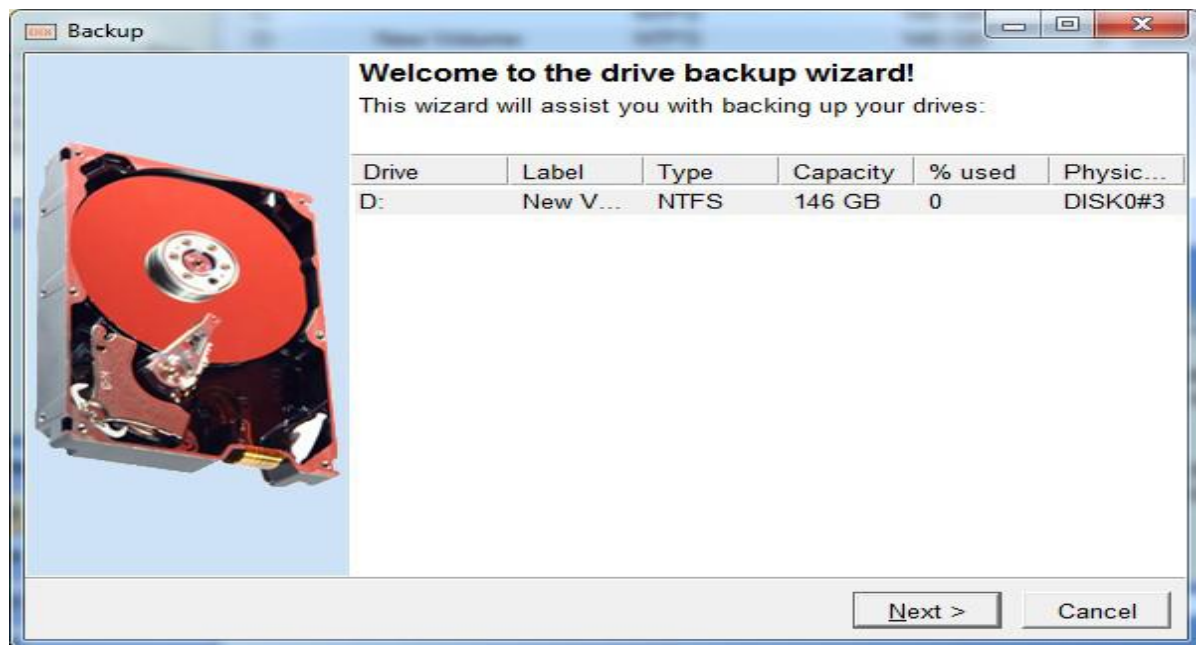 Backup
Welcome to the drive backup wizard!
This wizard will assist you with backing up your drives:
Drive Label Type Capacity % used Physic...
D: New V... NTFS 146 GB 0 DISK0#3
Next > Cancel